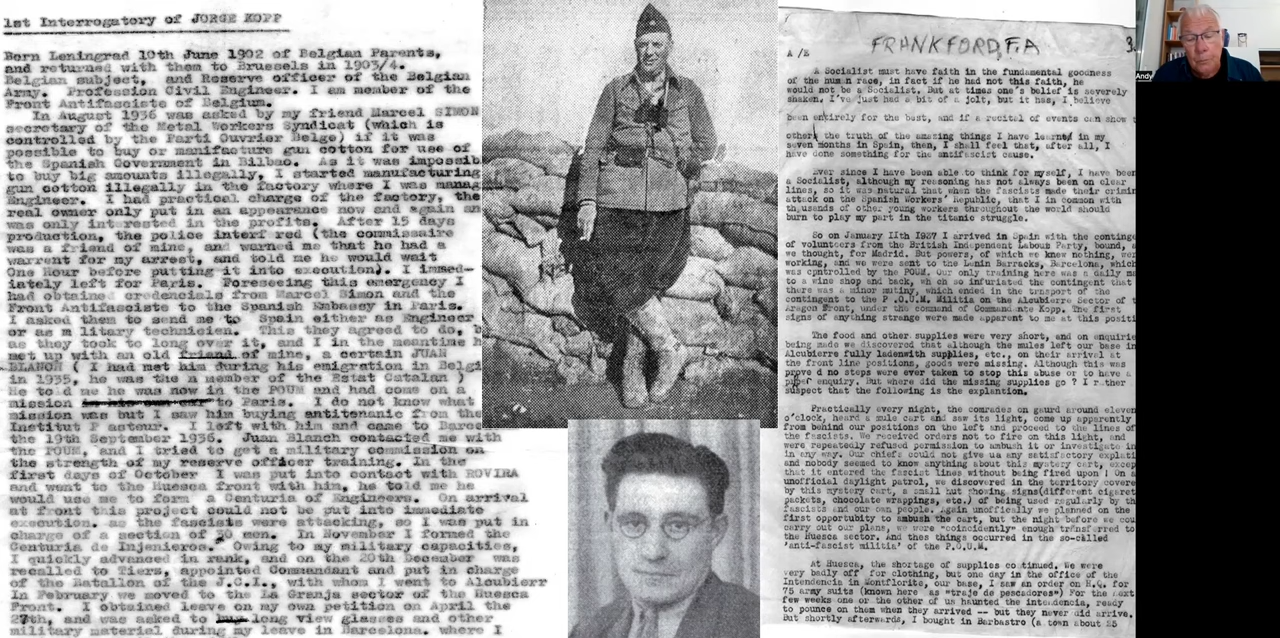 1st Interrogatory of JORGE KOPP
Born Leningrad 10th June 1902 of Belgian Parents,
and returned with them to Brussels in 1903/4.
Belgian subject, and Reserve officer of the Belgian
Army. Profession Civil Engineer. I am member of the
Front Antifasciste of Belgium.
In August 1936 was asked by my friend Marcel SIMON
secretary of the Metal Workers Syndicat (which is
controlled by the Parti Ouvrier Belge) if it was
possible to buy or manifacture gun cotton for use of
the Spanish Government in Bilbao. As it was impossib
to buy big amounts illegally, I started manufacturing
gun cotton illegally in the factory where I was manag
Engineer. I had practical charge of the factory, the
real owner only put in an appearance now and again an
was only interested in the profits. After 15 days
production, the police interfered (the commissaire
was a friend of mine, and warned me that he had a
warrent for my arrest, and told me he would wait
One Hour before putting it into execution). I immed-
iately left for Paris. Foreseeing this emergency I
had obtained credencials from Marcel Simon and the
Front Antifasciste to the Spanish Embassy in Paris.
I asked them to send me to Spain either as Engineer
or as military technicien. This they agreed to do, b
as they took to long over it, and I in the meantime h
met up with an old friend of mine, a certain JUAN
BLANCH ( I had met him during his emigration in Belgi
in 1935, he was the a member of the Estat Catalan )
He told me he was now in the POUM and had come on a
mission to Paris. I do not know what
mission was but I saw him buying antitenanic from the
Institut Pasteur. I left with him and came to Barce
the 19th September 1936. Juan Blanch contacted me with
the POUM, and I tried to get a military commission on
the strength of my reserve officer training. In the
first days of October was put into contact with ROVIRA
and went to the Huesca front with him, he told me he
would use me to form a Centuria of Engineers. On arrival
at front this project could not be put into immediate
execution. as the fascists were attacking, so I was put in
charge of a section of men. In November I formed the
Centuria de Injenieros. Owing to my military capacities,
I quickly advanced in rank, and on the 20th December was
recalled to Tierz, appointed Commandant and put in charge
of the Batallon of the J.C.I., with whom I went to Alcubierr
In February we moved to the La Granja sector of the Huesca
Front. I obtained leave on my own petition on April the
27th, and was asked to long view glasses and other
military material during my leave in Barcelona. where I
FRANKFORD, F.A
3
A /E
A Socialist must have faith in the fundamental goodness
of the human race, in fact if he had not this faith, he
would not be a Socialist. But at times one's belief is severely
shaken. I've just had a bit of a jolt, but it has, I believe
been entirely for the best, and if a recital of events can show t
others the truth of the amazing things I have learned in my
seven months in Spain, then, I shall feel that, after all, I
have done something for the antifascist cause.
Ever since I have been able to think for myself, I have been
a Socialist, although my reasoning has not always been on clear
lines, so it was natural that when the fascists made their crimin
attack on the Spanish Workers' Republic, that I in common with
thousands of other young workers throughout the world should
burn to play my part in the titanic struggle.
So on January IIth I937 I arrived in Spain with the continge
of volunteers from the British Independent Labour Party, bound, a
we thought, for Madrid. But powers, of which we knew nothing, wer
working, and we were sent to the Lenin Barracks, Barcelona, which
was controlled by the POUM. Our only training here was a daily ma
to a wine shop and back, which so infuriated the contingent that
there was a minor mutiny, which ended in the transport of the
contingent to the P.O.U.M. Militia on the Alcubierre Sector of t
Aragon Front, under the command of Commandante Kopp. The first
signs of anything strange were made apparent to me at this positi
The food and other supplies were very short, and on enquirie
being made we discovered that although the mules left our base in
Alcubierre fully ladenwith supplies, etc., on their arrival at
the front line positions, goods were missing. Although this was
proved no steps were ever taken to stop this abuse or to have a
proper enquiry. But where did the missing supplies go ? I rather
suspect that the following is the explanation.
Practically every night, the comrades on gaurd around eleven
o'clock, heard a mule cart and saw its light, come up apparently
from behind our positions on the left and proceed to the lines of
the fascists. We received orders not to fire on this light, and
were repeatedly refused permission to ambush it or investigate in
in any way. Our chiefs could not give us any satisfactory explati
and nobody seemed to know anything about this mystery cart, excep
that it entered the fascist lines without being fired upon ! On a
unofficial daylight patrol, we discovered in the territory covere
by this mystery cart, a small hut showing signs(different cigaret
packets, chocolate wrappings, etc.) of being used regularly by th
fascists and our own people. Again unoffically we planned on the
first opportunity to ambush the cart, but the night before we cou
carry out our plans, we were "coincidently" enough transferred to
the Huesca sector. And thes things occurred in the so-called
'anti-fascist militia' of the P.O.U.M.
At Huesca, the shortage of supplies continued. We were
very badly off for clothing, but one day in the office of the
Intendencia in Montflorite, our base, I saw an order on H.Q. for
75 army suits (known here as "traje de pescadores") For the next
few weeks one or the other of us haunted the intendencia, ready
to pounce on them when they arrived -- but they never did arrive.
But shortly afterwards, I bought in Barbastro (a town about 25
Andy